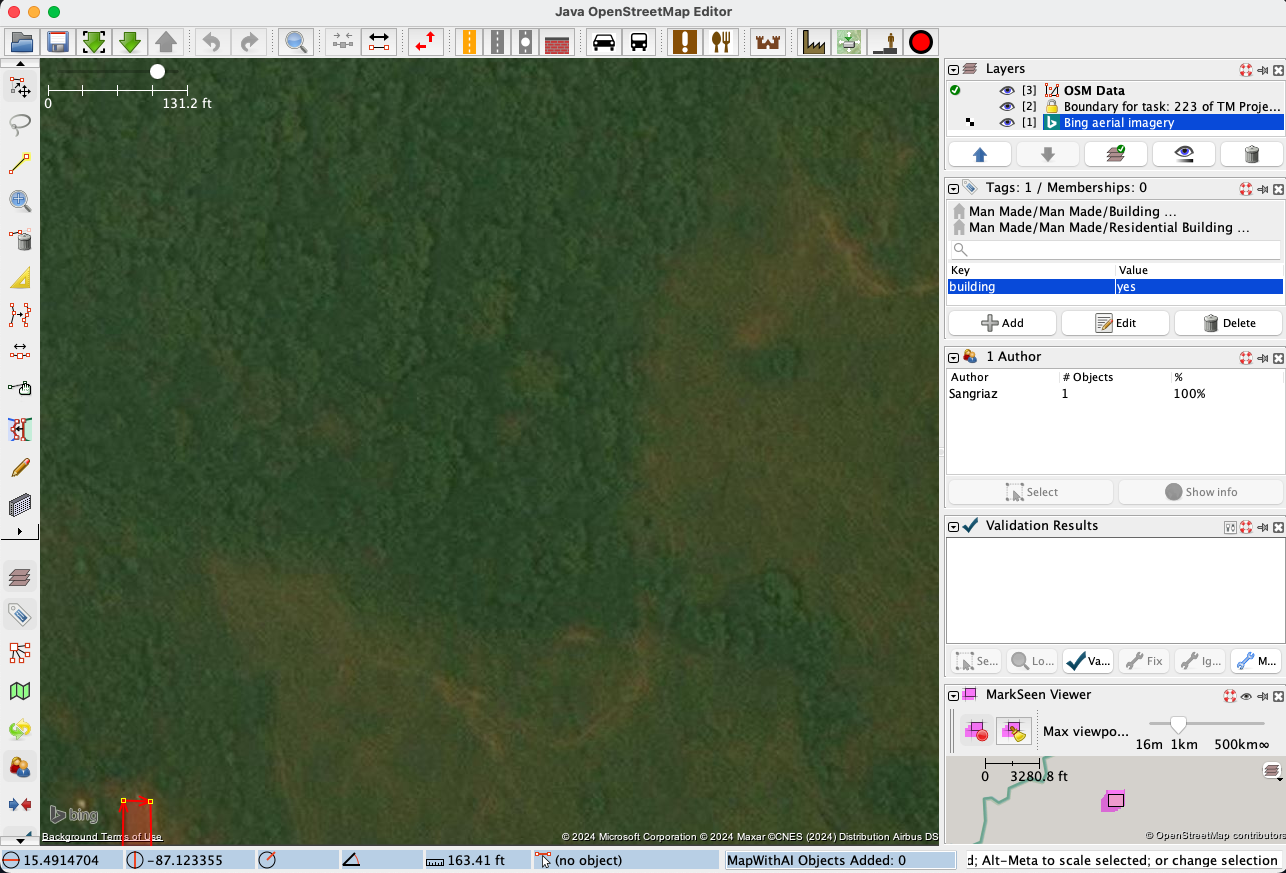 Java OpenStreetMap Editor
0 131.2 ft
Layers
[3] OSM Data
[2] Boundary for task: 223 of TM Proje...
[1] Bing aerial imagery
Tags: 1 / Memberships: 0
Man Made/Man Made/Building ...
Man Made/Man Made/Residential Building ...
Key Value
building yes
Add Edit Delete
1 Author
Author # Objects %
Sangriaz 1 100%
Select Show info
Validation Results
Se... Lo... Va... Fix Ig... M...
MarkSeen Viewer
Max viewpo...
16m 1km 500km∞
0 3280.8 ft
© OpenStreetMap contributors
bing
Background Terms of Use
© 2024 Microsoft Corporation © 2024 Maxar ©CNES (2024) Distribution Airbus DS
15.4914704 -87.123355 163.41 ft (no object) MapWithAI Objects Added: 0 d; Alt-Meta to scale selected; or change selection